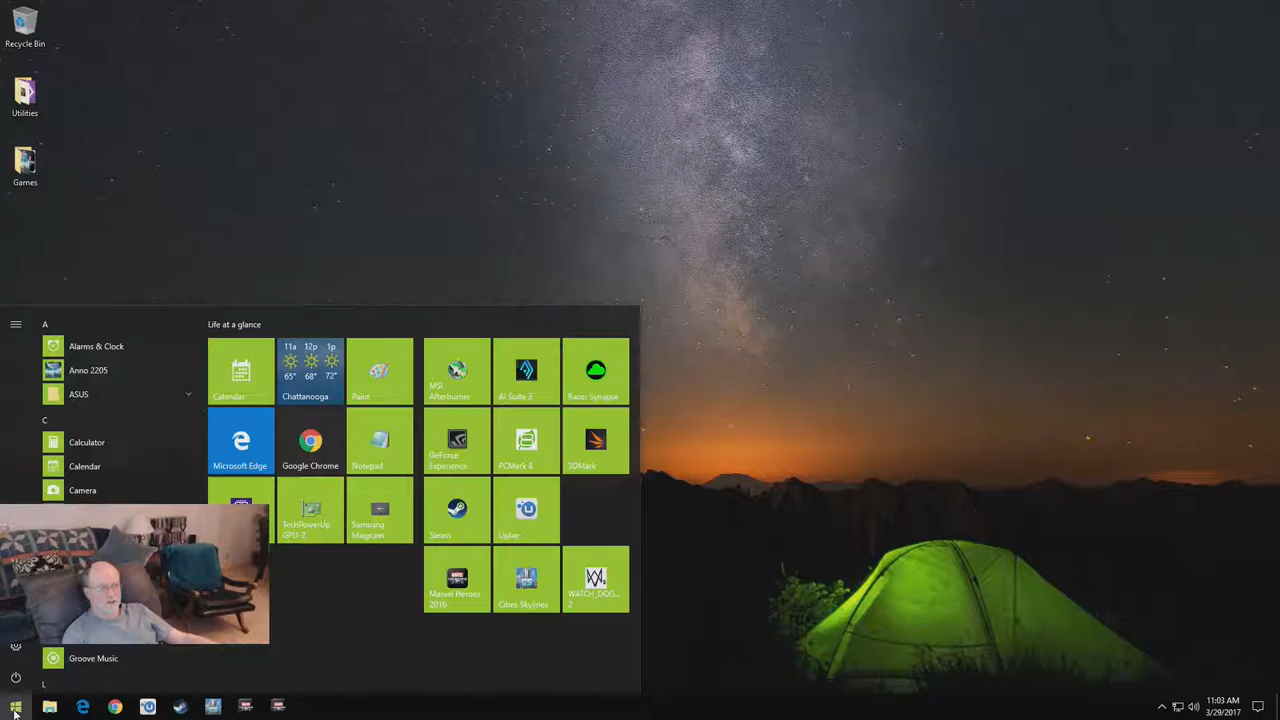 Recycle Bin
Utilities
Games
A
Alarms & Clock
Anno 2205
ASUS
C
Calculator
Calendar
Camera
Groove Music
L
Life at a glance
Calendar
11a 12p 1p
65° 68° 72°
Chattanooga
Paint
MSI
Afterburner
AI Suite 3
Razer Synapse
Microsoft Edge
Google Chrome
Notepad
GeForce
Experience
PCMark 8
3DMark
TechPowerUp
GPU-Z
Samsung
Magician
Steam
Uplay
Marvel Heroes
2016
Cities Skylines
WATCH_DOG...
2
11:03 AM
3/29/2017